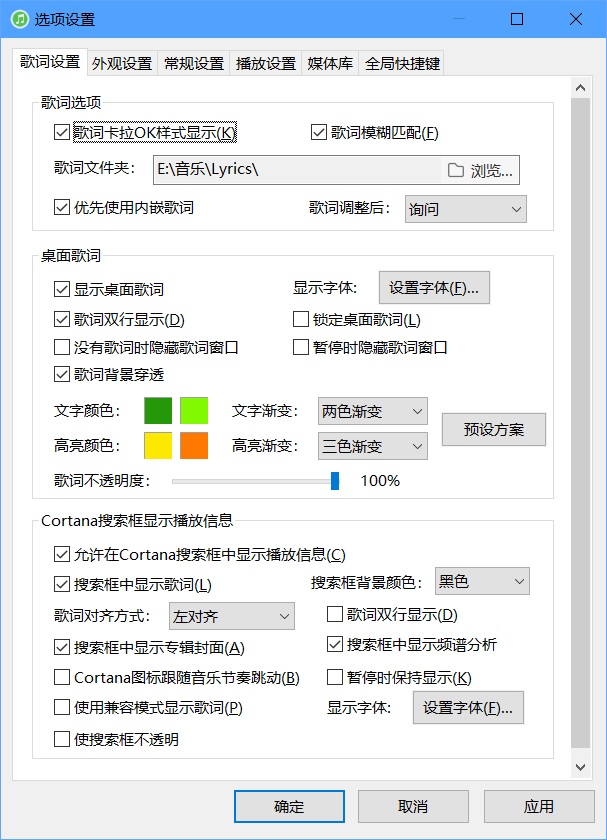 选项设置
歌词设置 外观设置 常规设置 播放设置 媒体库 全局快捷键
歌词选项
歌词卡拉OK样式显示(K) 歌词模糊匹配(F)
歌词文件夹： E:\音乐\Lyrics\ 浏览...
优先使用内嵌歌词 歌词调整后： 询问
桌面歌词
显示桌面歌词 显示字体： 设置字体(F)...
歌词双行显示(D) 锁定桌面歌词(L)
没有歌词时隐藏歌词窗口 暂停时隐藏歌词窗口
歌词背景穿透
文字颜色： 文字渐变： 两色渐变
预设方案
高亮颜色： 高亮渐变： 三色渐变
歌词不透明度： 100%
Cortana搜索框显示播放信息
允许在Cortana搜索框中显示播放信息(C)
搜索框中显示歌词(L) 搜索框背景颜色： 黑色
歌词对齐方式： 左对齐 歌词双行显示(D)
搜索框中显示专辑封面(A) 搜索框中显示频谱分析
Cortana图标跟随音乐节奏跳动(B) 暂停时保持显示(K)
使用兼容模式显示歌词(P) 显示字体： 设置字体(F)...
使搜索框不透明
确定 取消 应用